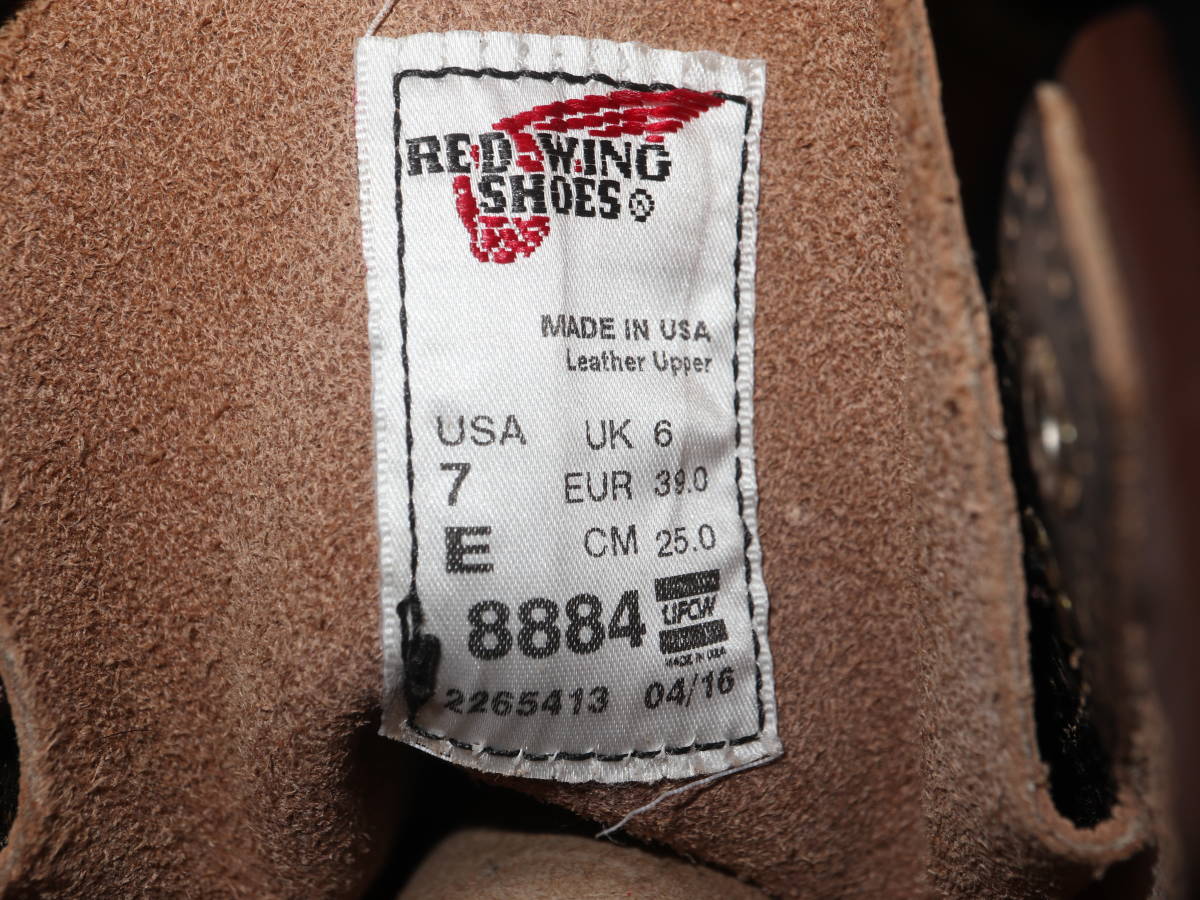 RED WING
SHOES®
MADE IN USA
Leather Upper
USA
7
E
UK 6
EUR 39.0
CM 25.0
8884
UFCW
MADE IN USA
2265413 04/16